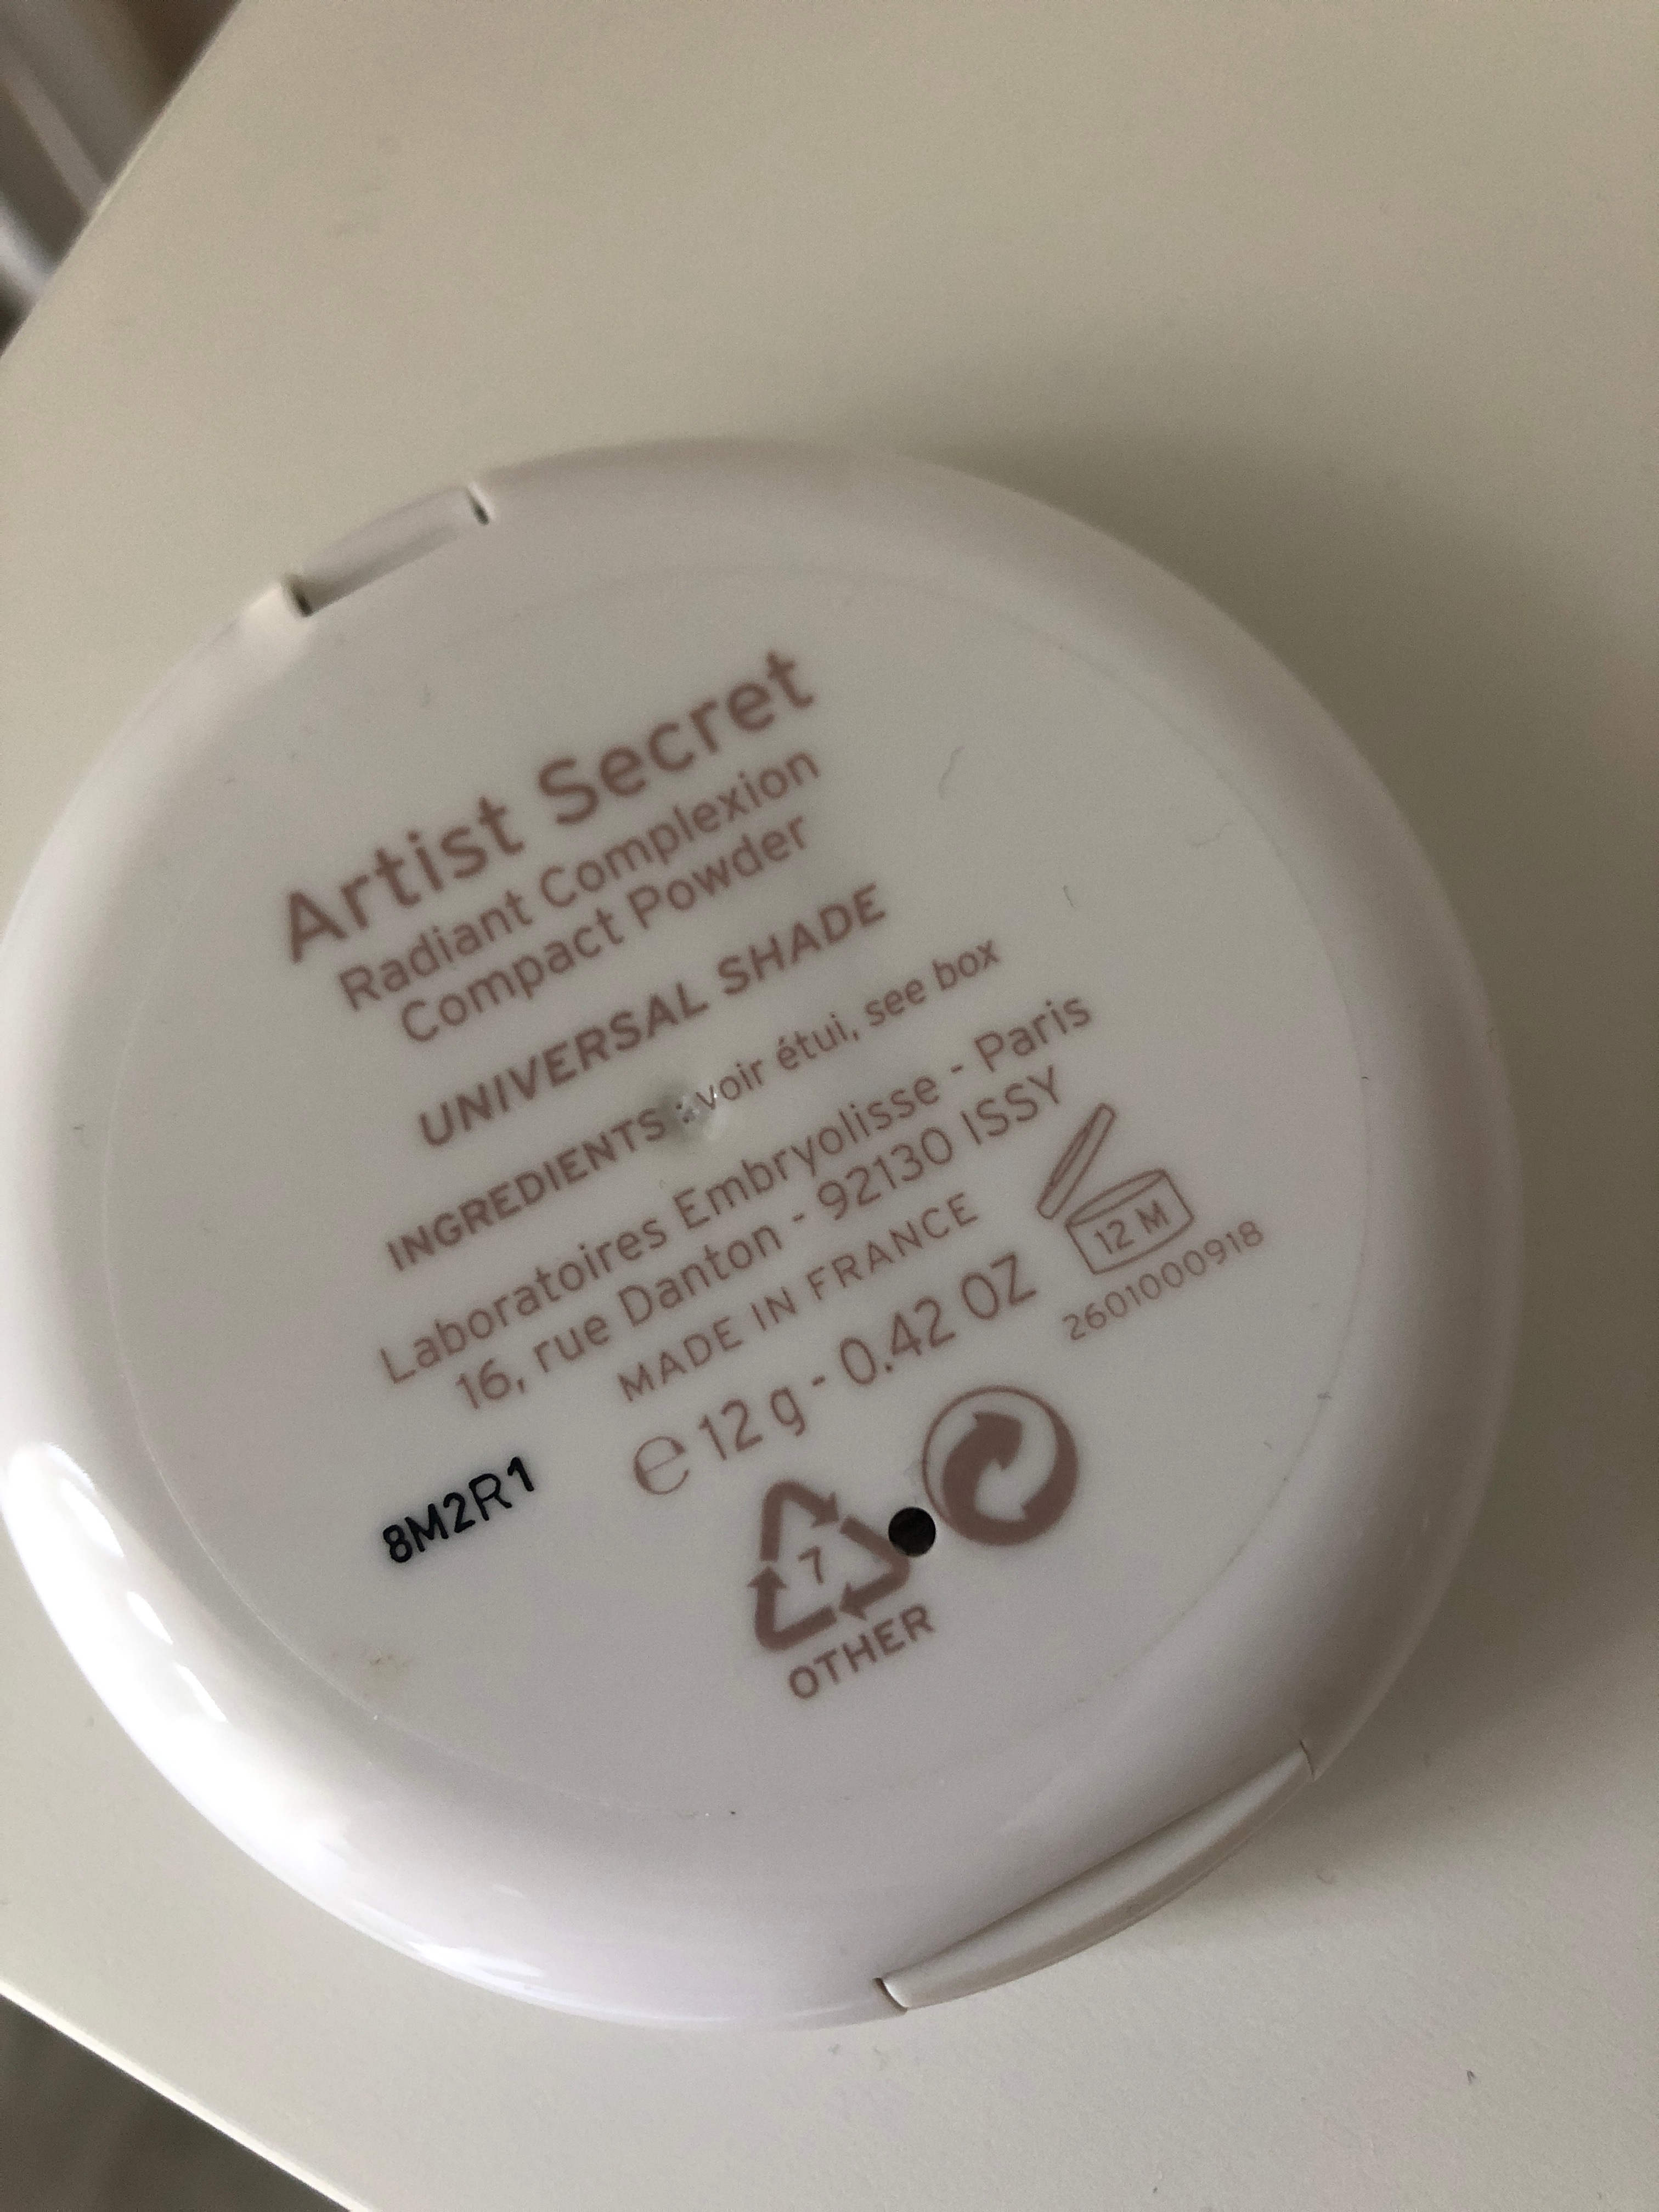 Artist Secret
Radiant Complexion
Compact Powder
UNIVERSAL SHADE
INGREDIENTS : voir étui, see box
Laboratoires Embryolisse - Paris
16, rue Danton - 92130 ISSY
MADE IN FRANCE
12 M
2601000918
℮ 12 g - 0.42 OZ
8M2R1
7
OTHER